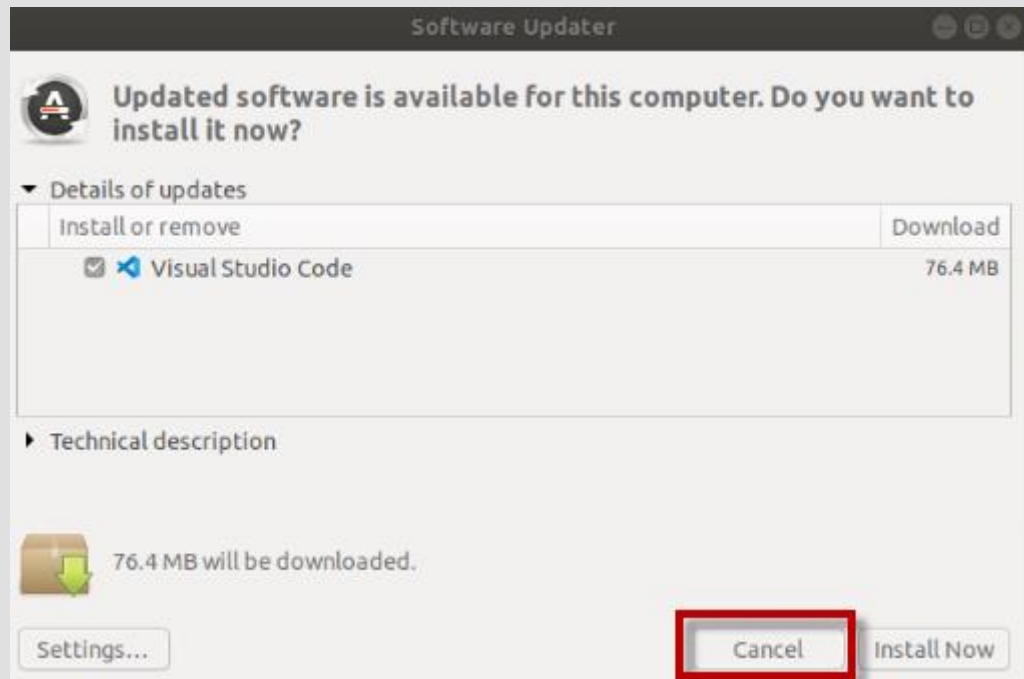 Software Updater
Updated software is available for this computer. Do you want to
install it now?
Details of updates
Install or remove Download
Visual Studio Code 76.4 MB
Technical description
76.4 MB will be downloaded.
Settings... Cancel Install Now